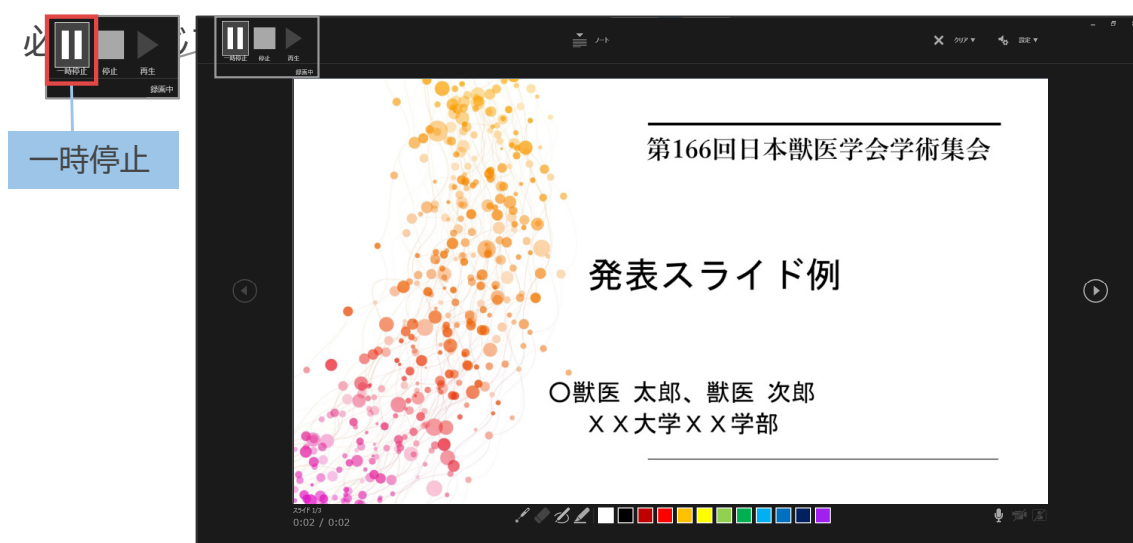 必
じ
一時停止 停止 再生
録画中
一時停止
一時停止 停止 再生
録画中
ノート
クリア
設定
第166回日本獣医学会学術集会
発表スライド例
〇獣医 太郎、獣医 次郎
XX大学XX学部
スライド 1/3
0:02 / 0:02